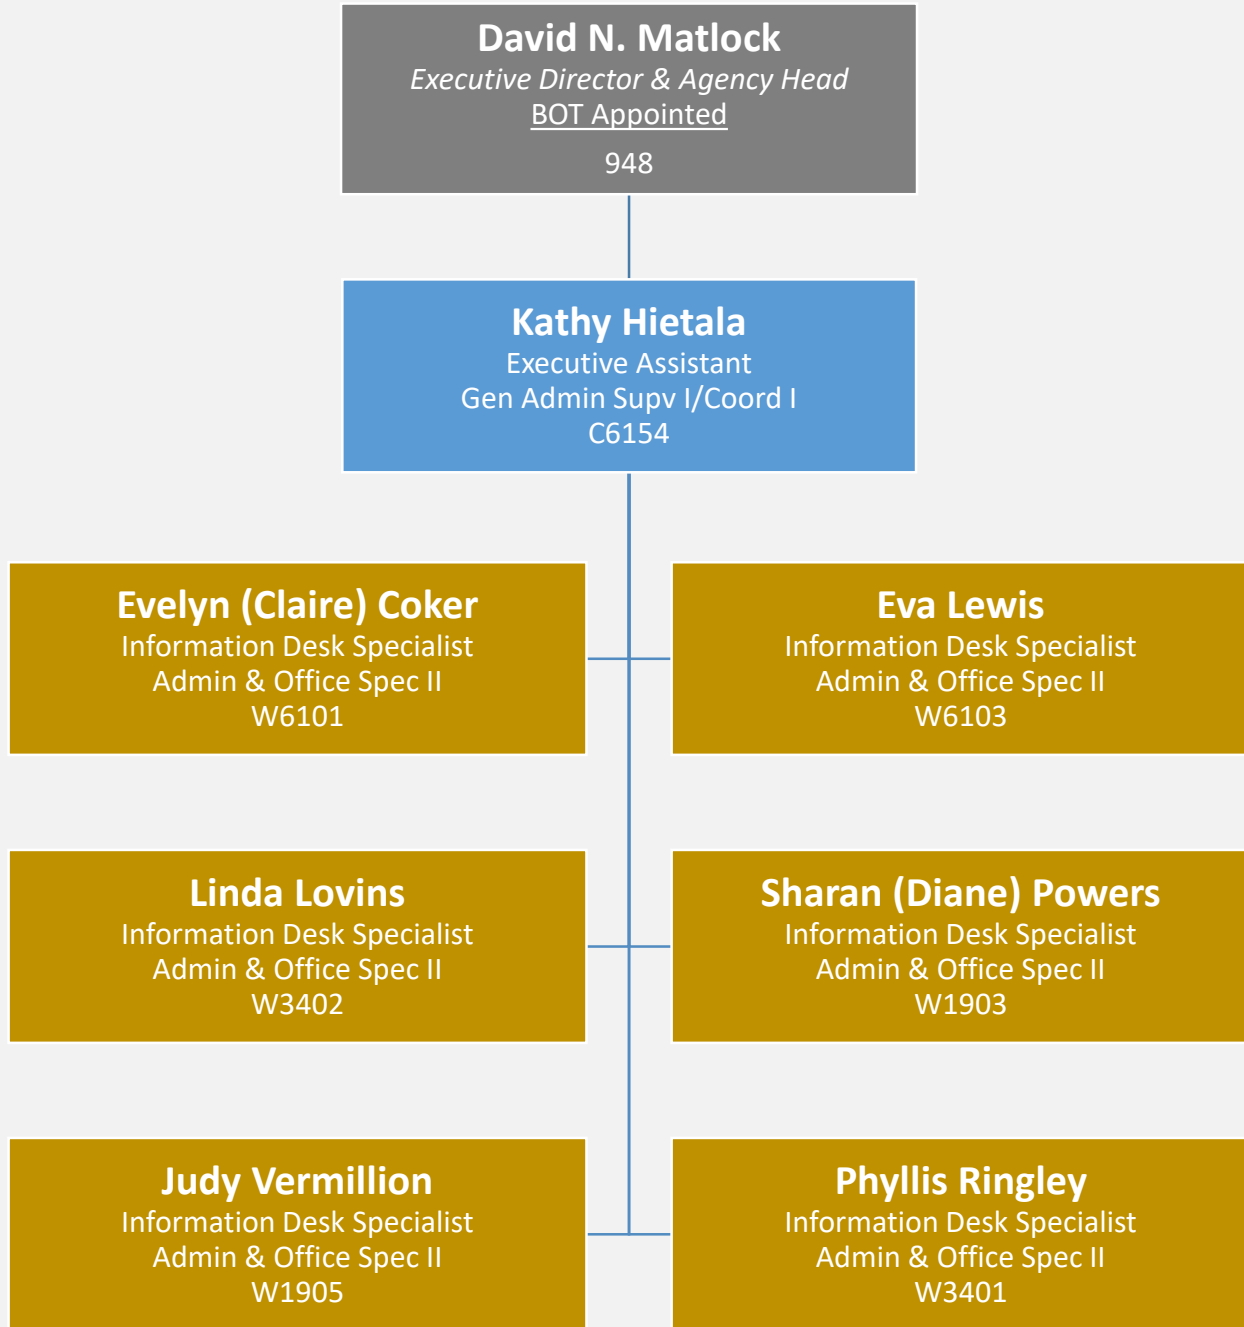 David N. Matlock
Executive Director & Agency Head
BOT Appointed
948
Kathy Hietala
Executive Assistant
Gen Admin Supv I/Coord I
C6154
Evelyn (Claire) Coker
Information Desk Specialist
Admin & Office Spec II
W6101
Eva Lewis
Information Desk Specialist
Admin & Office Spec II
W6103
Linda Lovins
Information Desk Specialist
Admin & Office Spec II
W3402
Sharan (Diane) Powers
Information Desk Specialist
Admin & Office Spec II
W1903
Judy Vermillion
Information Desk Specialist
Admin & Office Spec II
W1905
Phyllis Ringley
Information Desk Specialist
Admin & Office Spec II
W3401